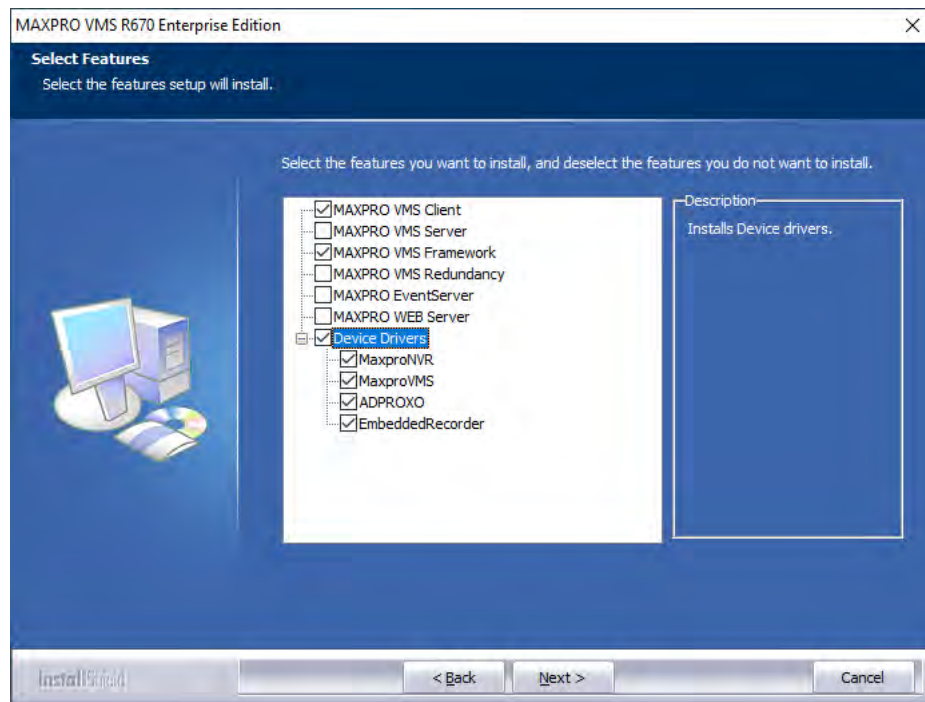 MAXPRO VMS R670 Enterprise Edition
Select Features
Select the features setup will install.
Select the features you want to install, and deselect the features you do not want to install.
MAXPRO VMS Client
MAXPRO VMS Server
MAXPRO VMS Framework
MAXPRO VMS Redundancy
MAXPRO EventServer
MAXPRO WEB Server
Device Drivers
MaxproNVR
MaxproVMS
ADPROXO
EmbeddedRecorder
Description
Installs Device drivers.
InstallShield
< Back
Next >
Cancel